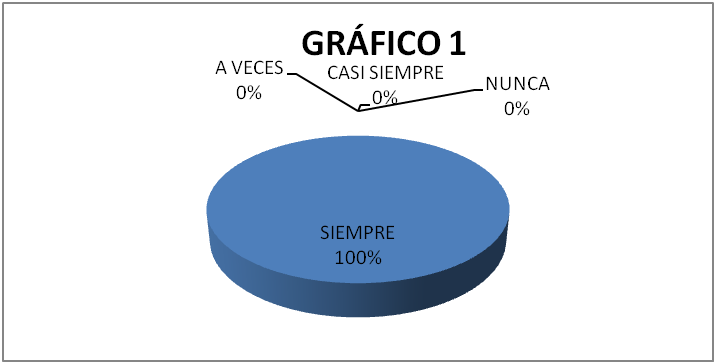 GRÁFICO 1
A VECES
0%
CASI SIEMPRE
0%
NUNCA
0%
SIEMPRE
100%